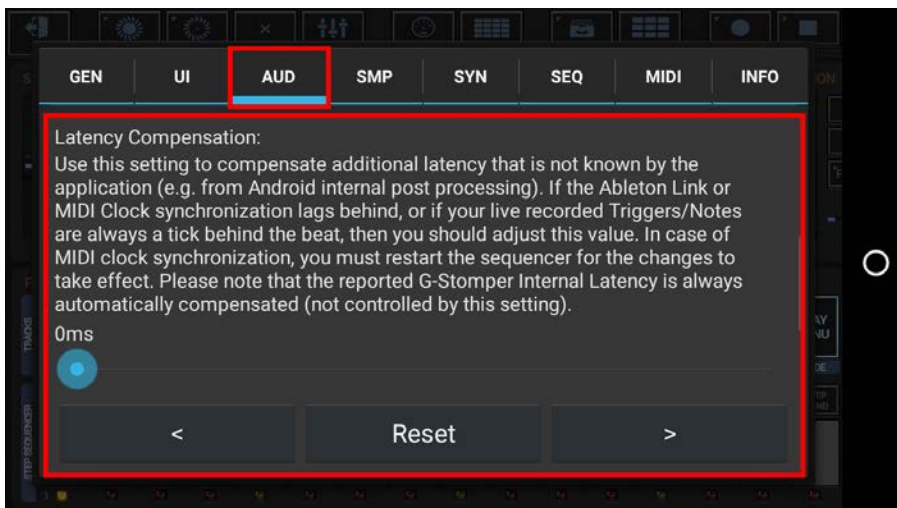 GEN UI AUD SMP SYN SEQ MIDI INFO
Latency Compensation:
Use this setting to compensate additional latency that is not known by the
application (e.g. from Android internal post processing). If the Ableton Link or
MIDI Clock synchronization lags behind, or if your live recorded Triggers/Notes
are always a tick behind the beat, then you should adjust this value. In case of
MIDI clock synchronization, you must restart the sequencer for the changes to
take effect. Please note that the reported G-Stomper Internal Latency is always
automatically compensated (not controlled by this setting).
0ms
< Reset >
TRACKS
STEP SEQUENCER